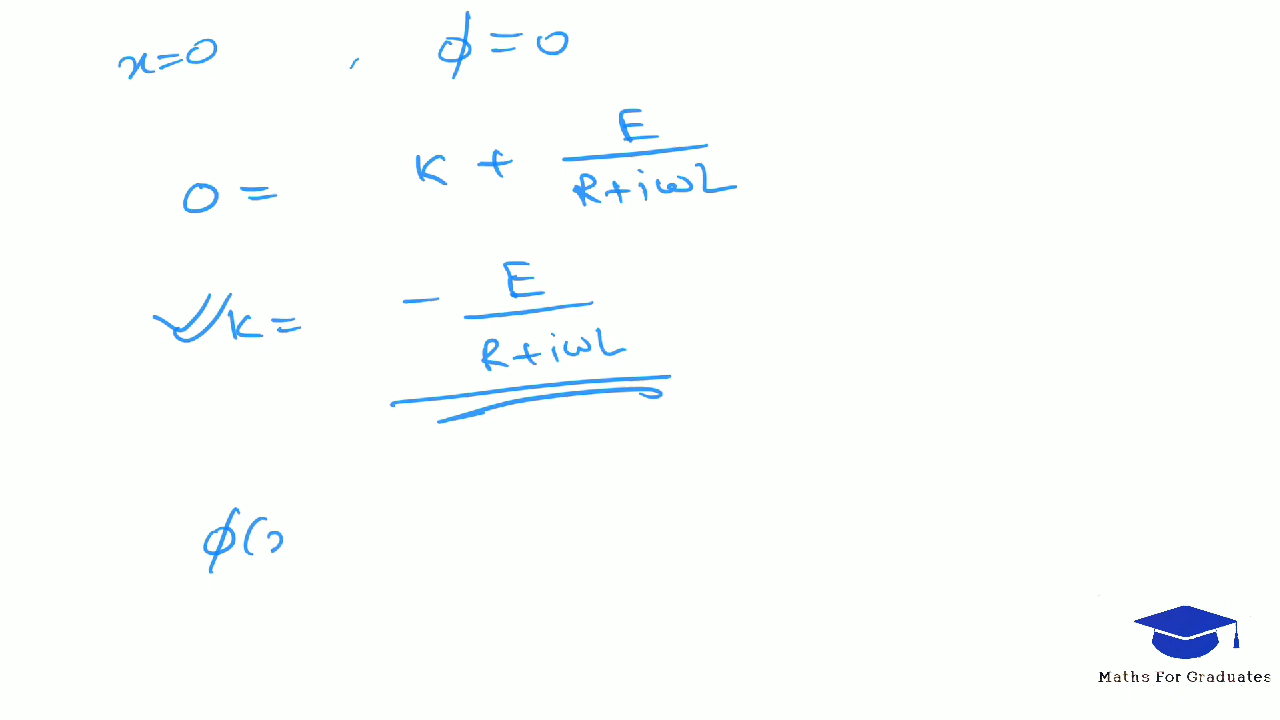 x=0 , ϕ=0
0= K + E/(R+iωL)
K= - E/(R+iωL)
ϕ(
Maths For Graduates